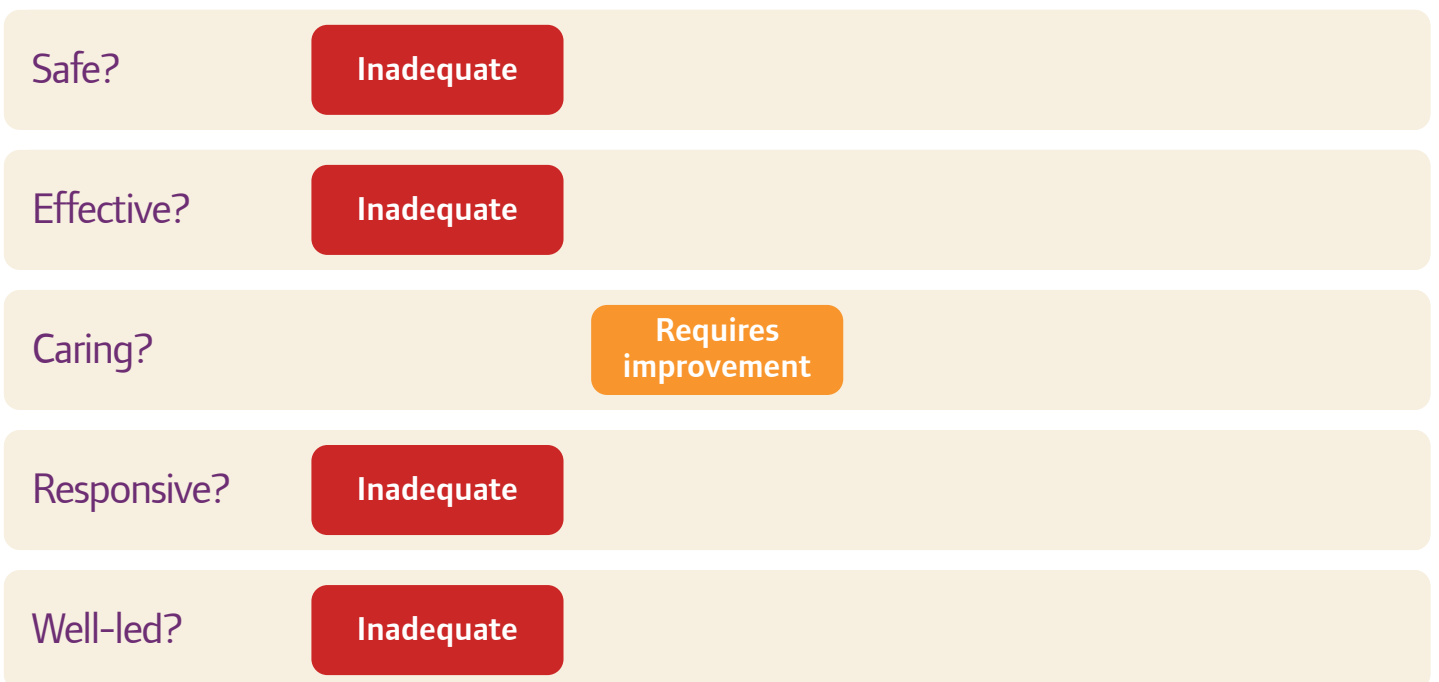 Safe? Inadequate
Effective? Inadequate
Caring? Requires
improvement
Responsive? Inadequate
Well-led? Inadequate